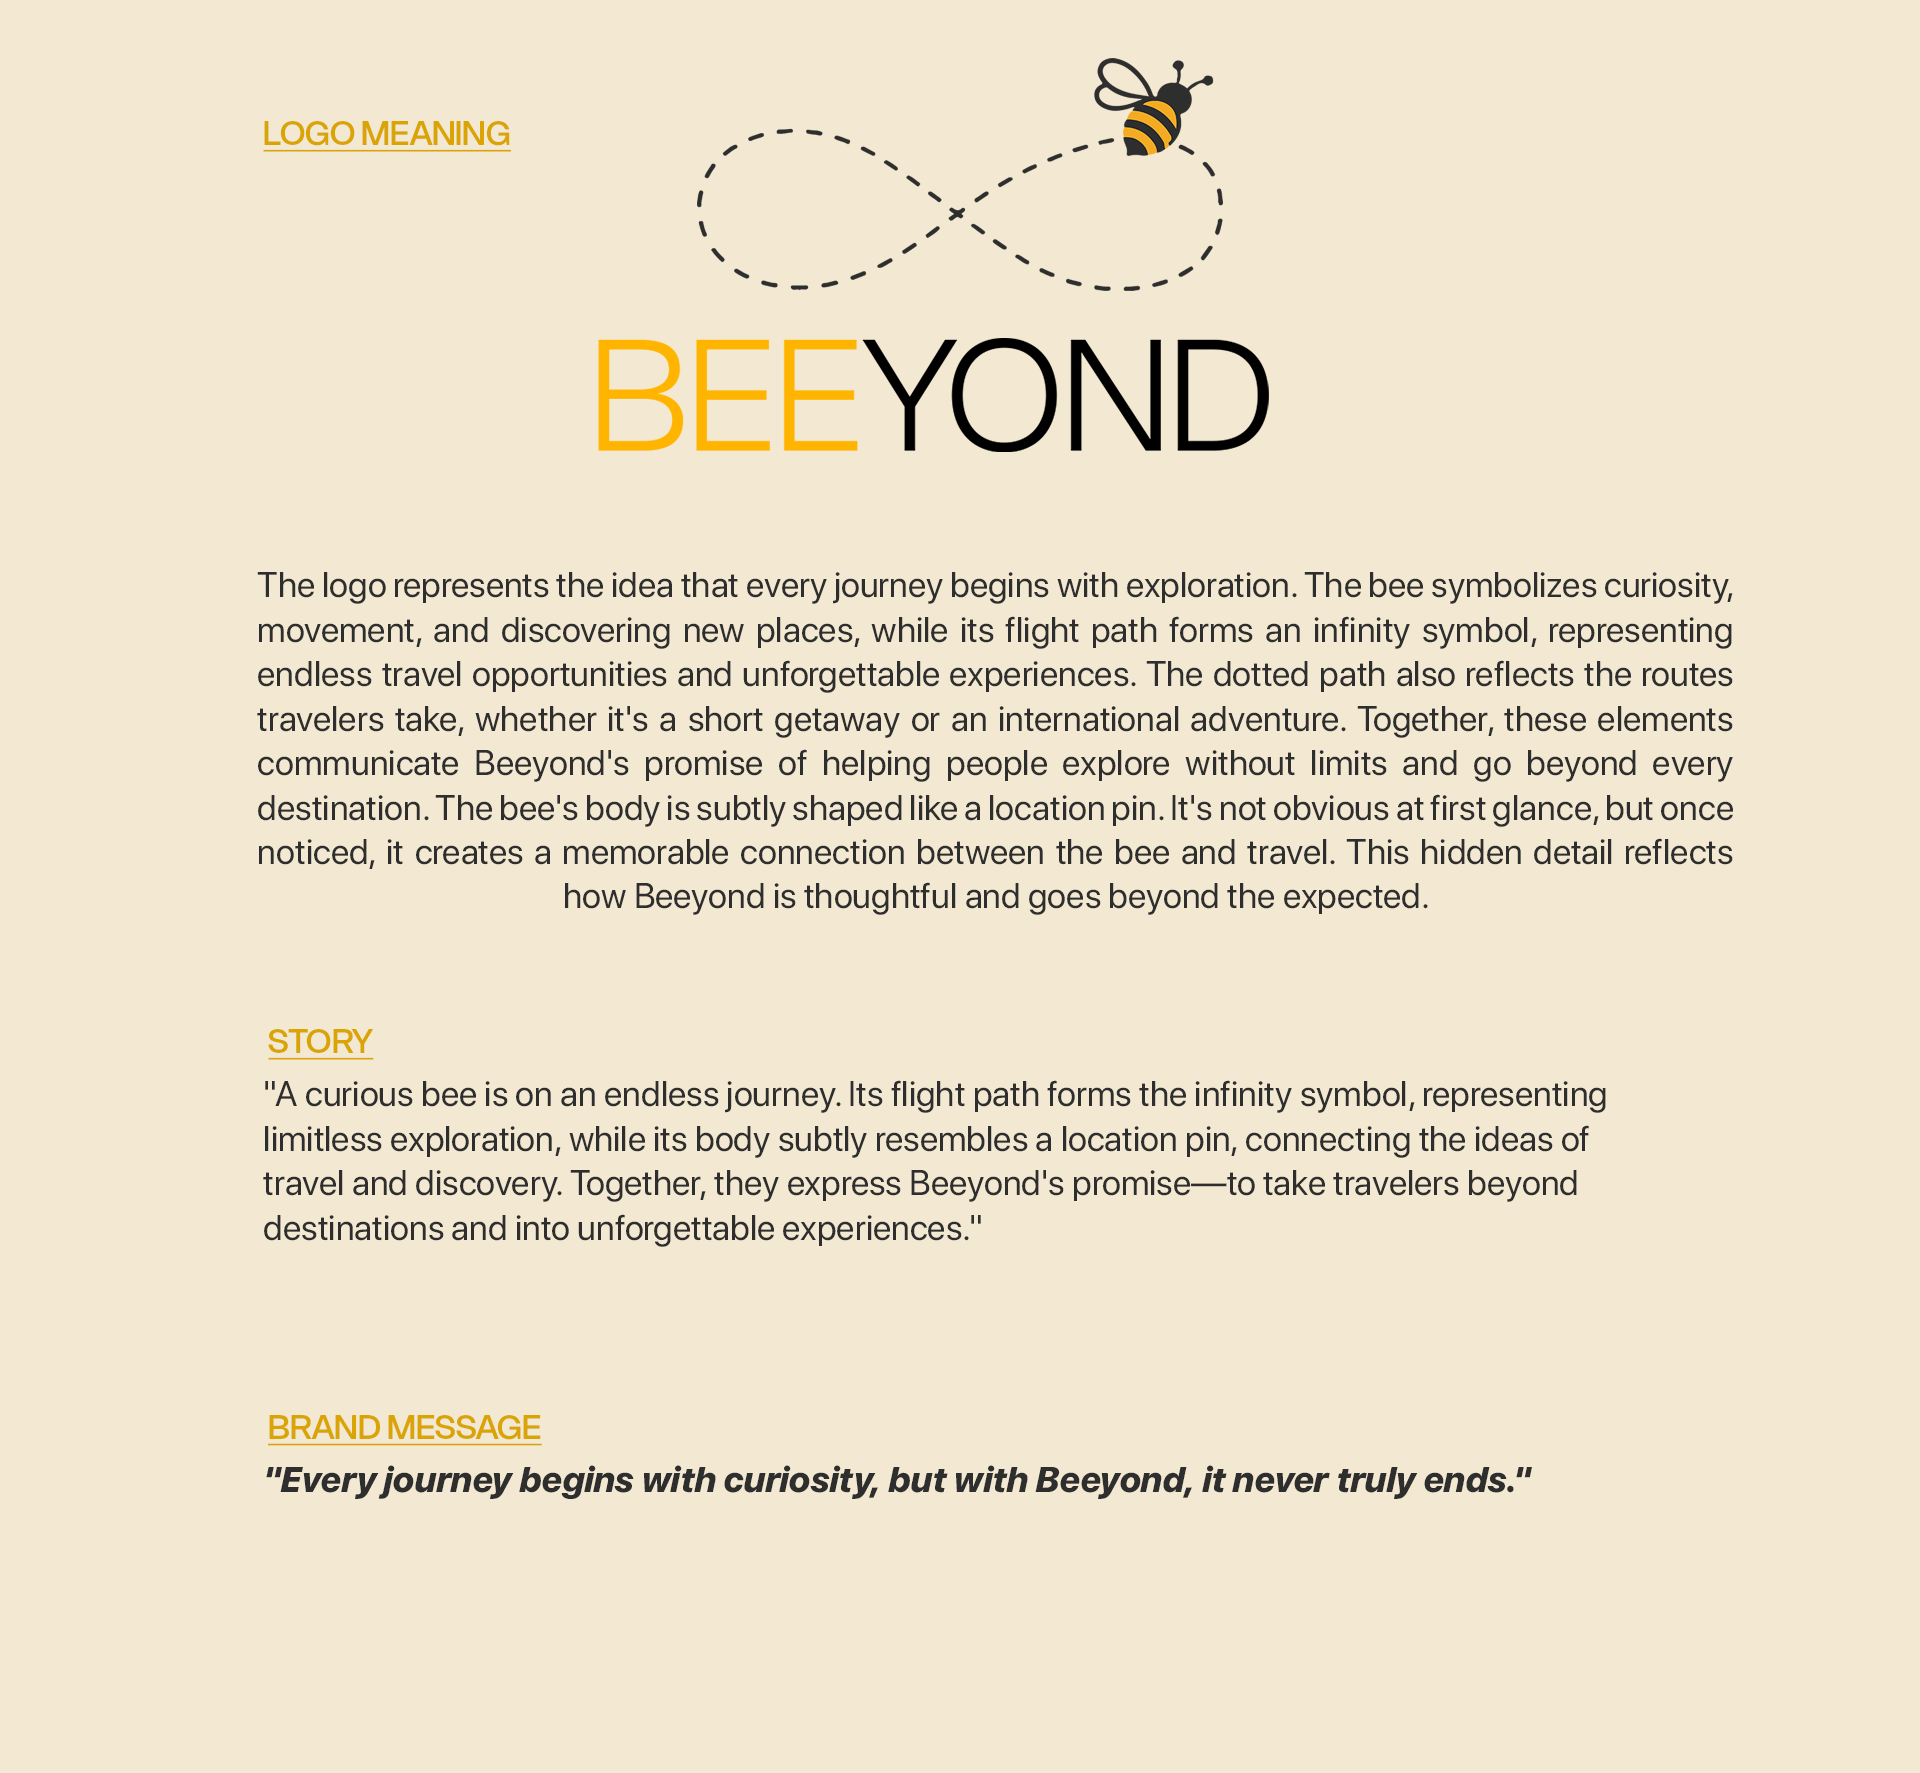 LOGO MEANING
BEEYOND
The logo represents the idea that every journey begins with exploration. The bee symbolizes curiosity,
movement, and discovering new places, while its flight path forms an infinity symbol, representing
endless travel opportunities and unforgettable experiences. The dotted path also reflects the routes
travelers take, whether it's a short getaway or an international adventure. Together, these elements
communicate Beeyond's promise of helping people explore without limits and go beyond every
destination. The bee's body is subtly shaped like a location pin. It's not obvious at first glance, but once
noticed, it creates a memorable connection between the bee and travel. This hidden detail reflects
how Beeyond is thoughtful and goes beyond the expected.
STORY
"A curious bee is on an endless journey. Its flight path forms the infinity symbol, representing
limitless exploration, while its body subtly resembles a location pin, connecting the ideas of
travel and discovery. Together, they express Beeyond's promise—to take travelers beyond
destinations and into unforgettable experiences."
BRAND MESSAGE
"Every journey begins with curiosity, but with Beeyond, it never truly ends."